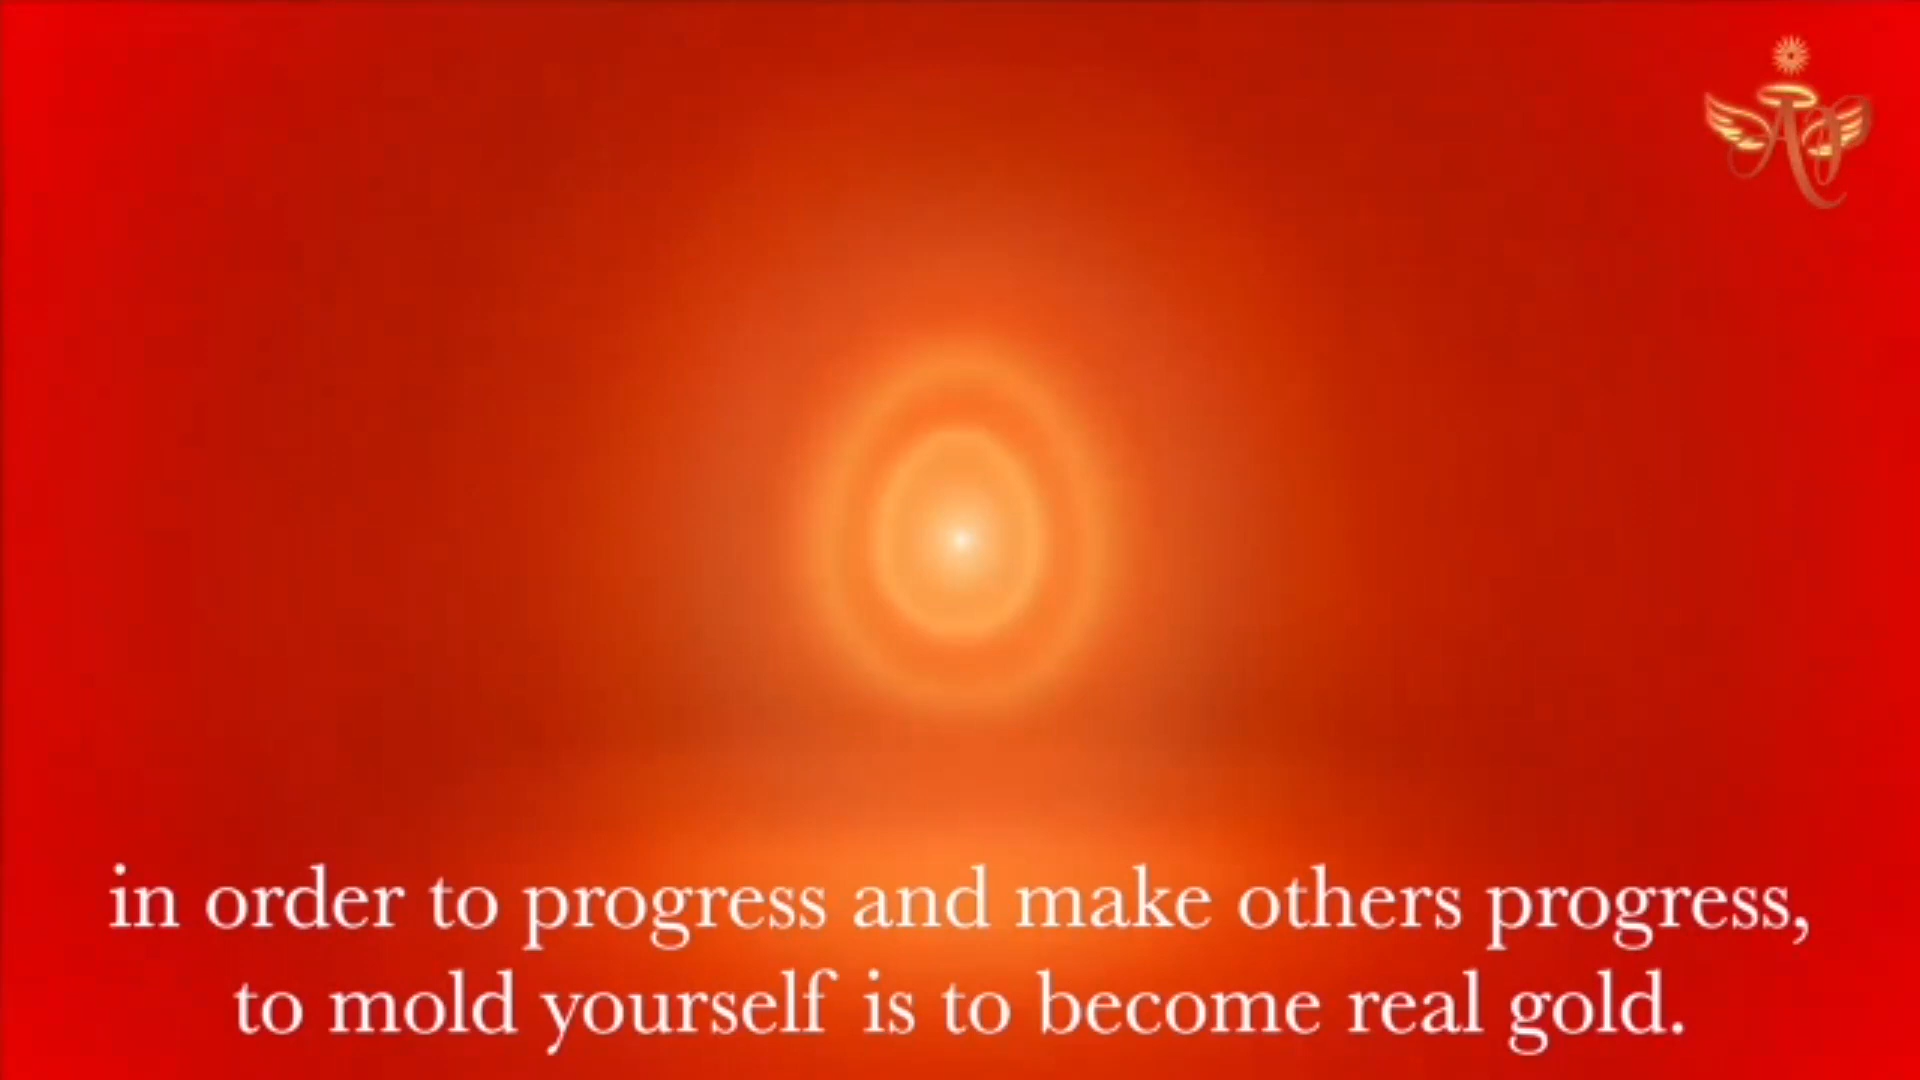 in order to progress and make others progress,
to mold yourself is to become real gold.